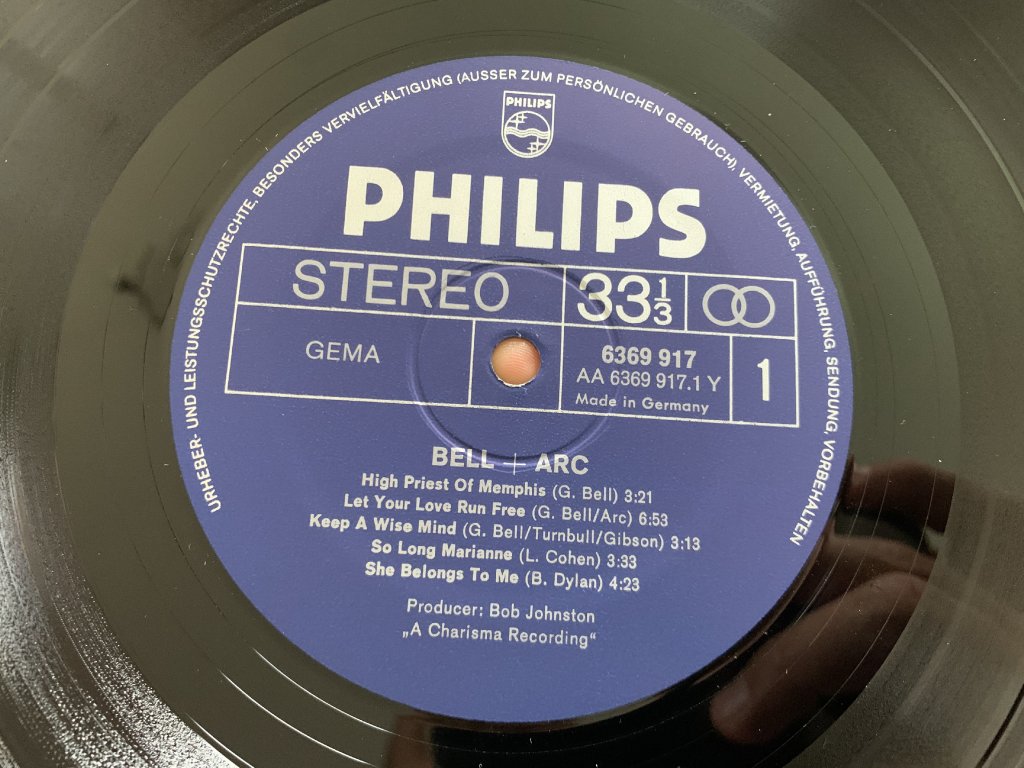 URHEBER- UND LEISTUNGSSCHUTZRECHTE, BESONDERS VERVIELFÄLTIGUNG (AUSSER ZUM PERSÖNLICHEN GEBRAUCH), VERMIETUNG, AUFFÜHRUNG, SENDUNG VORBEHALTEN
PHILIPS
PHILIPS
STEREO
33 1/3
GEMA
6369 917
AA 6369 917.1 Y
Made in Germany
1
BELL + ARC
High Priest Of Memphis (G. Bell) 3:21
Let Your Love Run Free (G. Bell/Arc) 6:53
Keep A Wise Mind (G. Bell/Turnbull/Gibson) 3:13
So Long Marianne (L. Cohen) 3:33
She Belongs To Me (B. Dylan) 4:23
Producer: Bob Johnston
„A Charisma Recording“